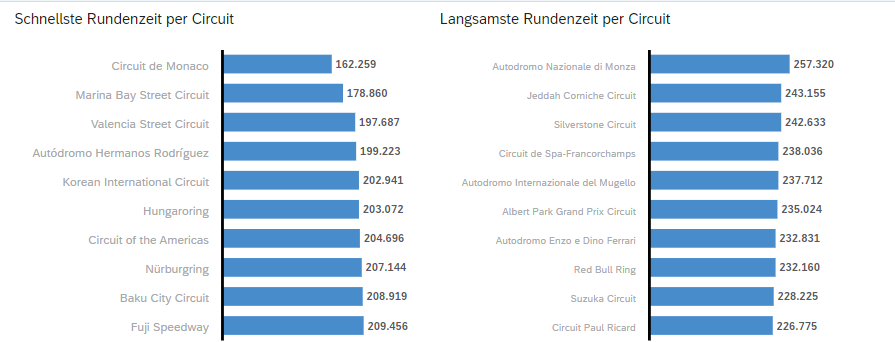 Schnellste Rundenzeit per Circuit
Circuit de Monaco 162.259
Marina Bay Street Circuit 178.860
Valencia Street Circuit 197.687
Autódromo Hermanos Rodríguez 199.223
Korean International Circuit 202.941
Hungaroring 203.072
Circuit of the Americas 204.696
Nürburgring 207.144
Baku City Circuit 208.919
Fuji Speedway 209.456
Langsamste Rundenzeit per Circuit
Autodromo Nazionale di Monza 257.320
Jeddah Corniche Circuit 243.155
Silverstone Circuit 242.633
Circuit de Spa-Francorchamps 238.036
Autodromo Internazionale del Mugello 237.712
Albert Park Grand Prix Circuit 235.024
Autodromo Enzo e Dino Ferrari 232.831
Red Bull Ring 232.160
Suzuka Circuit 228.225
Circuit Paul Ricard 226.775